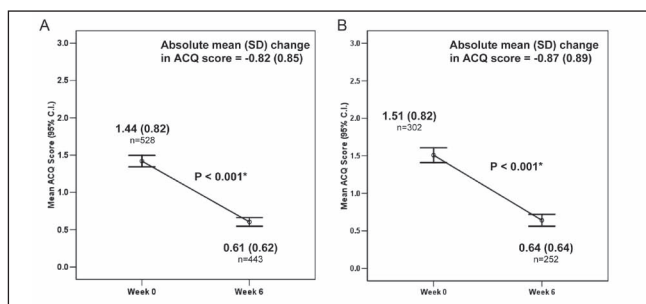 A
Absolute mean (SD) change
in ACQ score = -0.82 (0.85)
Mean ACQ Score (95% C.I.)
3.0
2.5
2.0
1.5
1.0
0.5
0.0
1.44 (0.82)
n=528
P < 0.001*
0.61 (0.62)
n=443
Week 0
Week 6
B
Absolute mean (SD) change
in ACQ score = -0.87 (0.89)
Mean ACQ Score (95% C.I.)
3.0
2.5
2.0
1.5
1.0
0.5
0.0
1.51 (0.82)
n=302
P < 0.001*
0.64 (0.64)
n=252
Week 0
Week 6